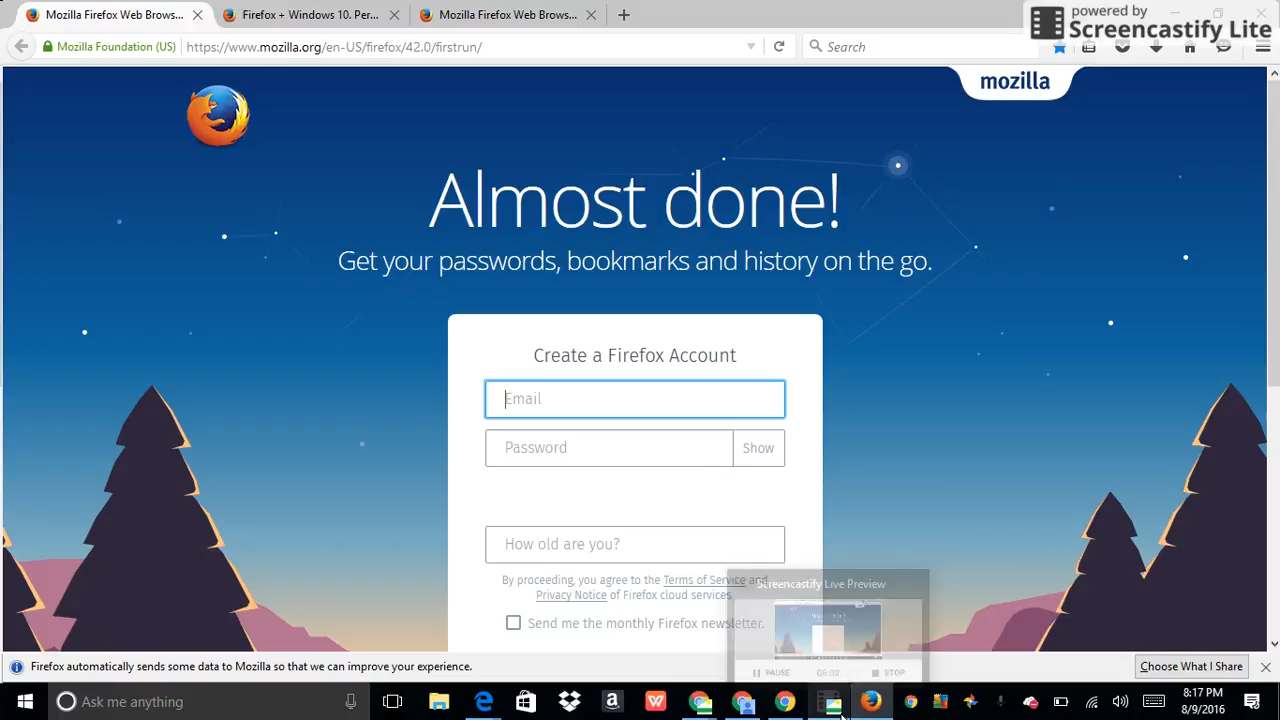 Mozilla Firefox Web Brows...
Firefox + Windows 10. Ber...
Mozilla Firefox Web Brows...
powered by
Screencastify Lite
Mozilla Foundation (US)
https://www.mozilla.org/en-US/firefox/42.0/firstrun/
Search
mozilla
Almost done!
Get your passwords, bookmarks and history on the go.
Create a Firefox Account
Email
Password
Show
How old are you?
By proceeding, you agree to the Terms of Service and
Privacy Notice of Firefox cloud services
Send me the monthly Firefox newsletter.
Screencastify Live Preview
PAUSE
STOP
Firefox automatically sends some data to Mozilla so that we can improve your experience.
Choose What I Share
Ask me anything
8:17 PM
8/9/2016